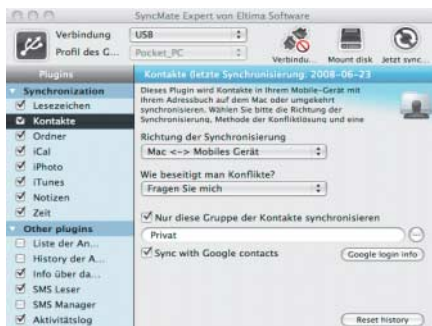 SyncMate Expert von Eltima Software
Verbindung
USB
Profil des G...
Pocket_PC
Verbindu...
Mount disk
Jetzt sync...
Plugins
Synchronization
Lesezeichen
Kontakte
Ordner
iCal
iPhoto
iTunes
Notizen
Zeit
Other plugins
Liste der An...
History der A...
Info über da...
SMS Leser
SMS Manager
Aktivitätslog
Kontakte (letzte Synchronisierung: 2008-06-23
Dieses Plugin wird Kontakte in Ihrem Mobile-Gerät mit
Ihrem Adressbuch auf dem Mac oder umgekehrt
synchronisieren. Wählen Sie bitte die Richtung der
Synchronisierung, Methode der Konfliktlösung und eine
Richtung der Synchronisierung
Mac <-> Mobiles Gerät
Wie beseitigt man Konflikte?
Fragen Sie mich
Nur diese Gruppe der Kontakte synchronisieren
Privat
Sync with Google contacts
Google login info
Reset history